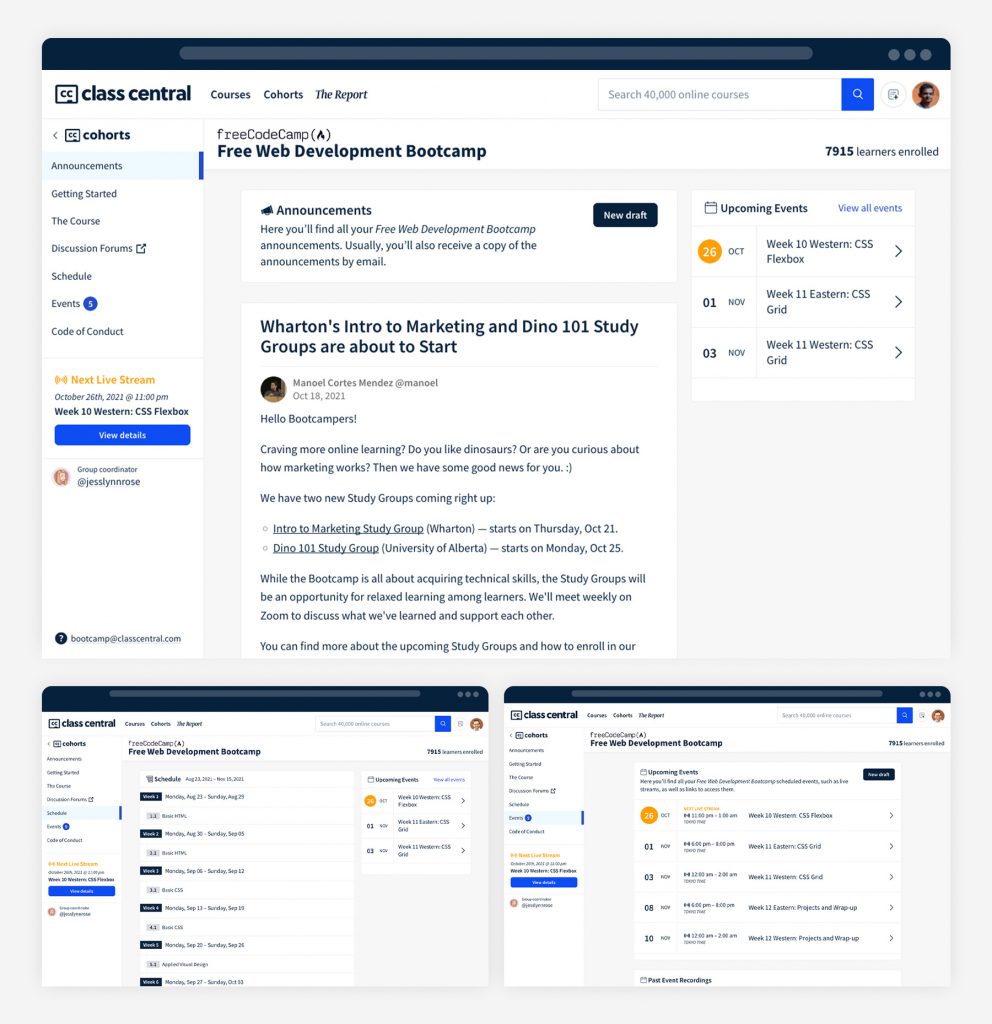 class central
Courses Cohorts The Report
Search 40,000 online courses
cohorts
Announcements
Getting Started
The Course
Discussion Forums
Schedule
Events 5
Code of Conduct
Next Live Stream
October 26th, 2021 @ 11:00 pm
Week 10 Western: CSS Flexbox
View details
Group coordinator
@jesslynnrose
? bootcamp@classcentral.com
freeCodeCamp
Free Web Development Bootcamp
7915 learners enrolled
Announcements
Here you'll find all your Free Web Development Bootcamp
announcements. Usually, you'll also receive a copy of the
announcements by email.
New draft
Wharton's Intro to Marketing and Dino 101 Study
Groups are about to Start
Manoel Cortes Mendez @manoel
Oct 18, 2021
Hello Bootcampers!
Craving more online learning? Do you like dinosaurs? Or are you curious about
how marketing works? Then we have some good news for you. :)
We have two new Study Groups coming right up:
Intro to Marketing Study Group (Wharton) — starts on Thursday, Oct 21.
Dino 101 Study Group (University of Alberta) — starts on Monday, Oct 25.
While the Bootcamp is all about acquiring technical skills, the Study Groups will
be an opportunity for relaxed learning among learners. We'll meet weekly on
Zoom to discuss what we've learned and support each other.
You can find more about the upcoming Study Groups and how to enroll in our
Upcoming Events View all events
26 OCT Week 10 Western: CSS
Flexbox
01 NOV Week 11 Eastern: CSS
Grid
03 NOV Week 11 Western: CSS
Grid
class central
Courses Cohorts The Report
Search 40,000 online courses
cohorts
Announcements
Getting Started
The Course
Discussion Forums
Schedule
Events 5
Code of Conduct
Next Live Stream
October 26th, 2021 @ 11:00 pm
Week 10 Western: CSS Flexbox
View details
Group coordinator
@jesslynnrose
freeCodeCamp
Free Web Development Bootcamp
7915 learners enrolled
Schedule Aug 23, 2021 - Nov 15, 2021
Week 1 Monday, Aug 23 – Sunday, Aug 29
1.1 Basic HTML
Week 2 Monday, Aug 30 – Sunday, Sep 05
2.1 Basic HTML
Week 3 Monday, Sep 06 – Sunday, Sep 12
3.1 Basic CSS
Week 4 Monday, Sep 13 – Sunday, Sep 19
4.1 Basic CSS
Week 5 Monday, Sep 20 – Sunday, Sep 26
5.1 Applied Visual Design
Week 6 Monday, Sep 27 – Sunday, Oct 03
Upcoming Events View all events
26 OCT Week 10 Western: CSS
Flexbox
01 NOV Week 11 Eastern: CSS
Grid
03 NOV Week 11 Western: CSS
Grid
class central
Courses Cohorts The Report
Search 40,000 online courses
cohorts
Announcements
Getting Started
The Course
Discussion Forums
Schedule
Events
Code of Conduct
Next Live Stream
October 26th, 2021 @ 11:00 pm
Week 10 Western: CSS Flexbox
View details
Group coordinator
@jesslynnrose
freeCodeCamp
Free Web Development Bootcamp
7915 learners enrolled
Upcoming Events
Here you'll find all your Free Web Development Bootcamp scheduled events, such as live
streams, as well as links to access them.
New draft
NEXT LIVE STREAM
26 OCT 11:00 pm – 1:00 am Week 10 Western: CSS Flexbox
TOKYO TIME
01 NOV 6:00 pm – 8:00 pm Week 11 Eastern: CSS Grid
TOKYO TIME
03 NOV 12:00 am – 2:00 am Week 11 Western: CSS Grid
TOKYO TIME
08 NOV 6:00 pm – 8:00 pm Week 12 Eastern: Projects and Wrap-up
TOKYO TIME
10 NOV 12:00 am – 2:00 am Week 12 Western: Projects and Wrap-up
TOKYO TIME
Past Event Recordings